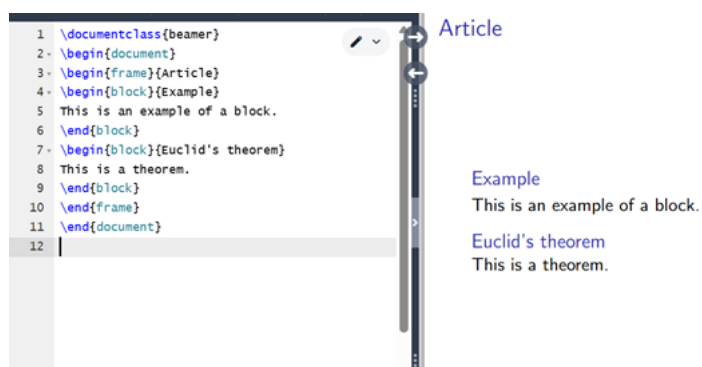 1 \documentclass{beamer}
2 \begin{document}
3 \begin{frame}{Article}
4 \begin{block}{Example}
5 This is an example of a block.
6 \end{block}
7 \begin{block}{Euclid's theorem}
8 This is a theorem.
9 \end{block}
10 \end{frame}
11 \end{document}
12
Article
Example
This is an example of a block.
Euclid's theorem
This is a theorem.